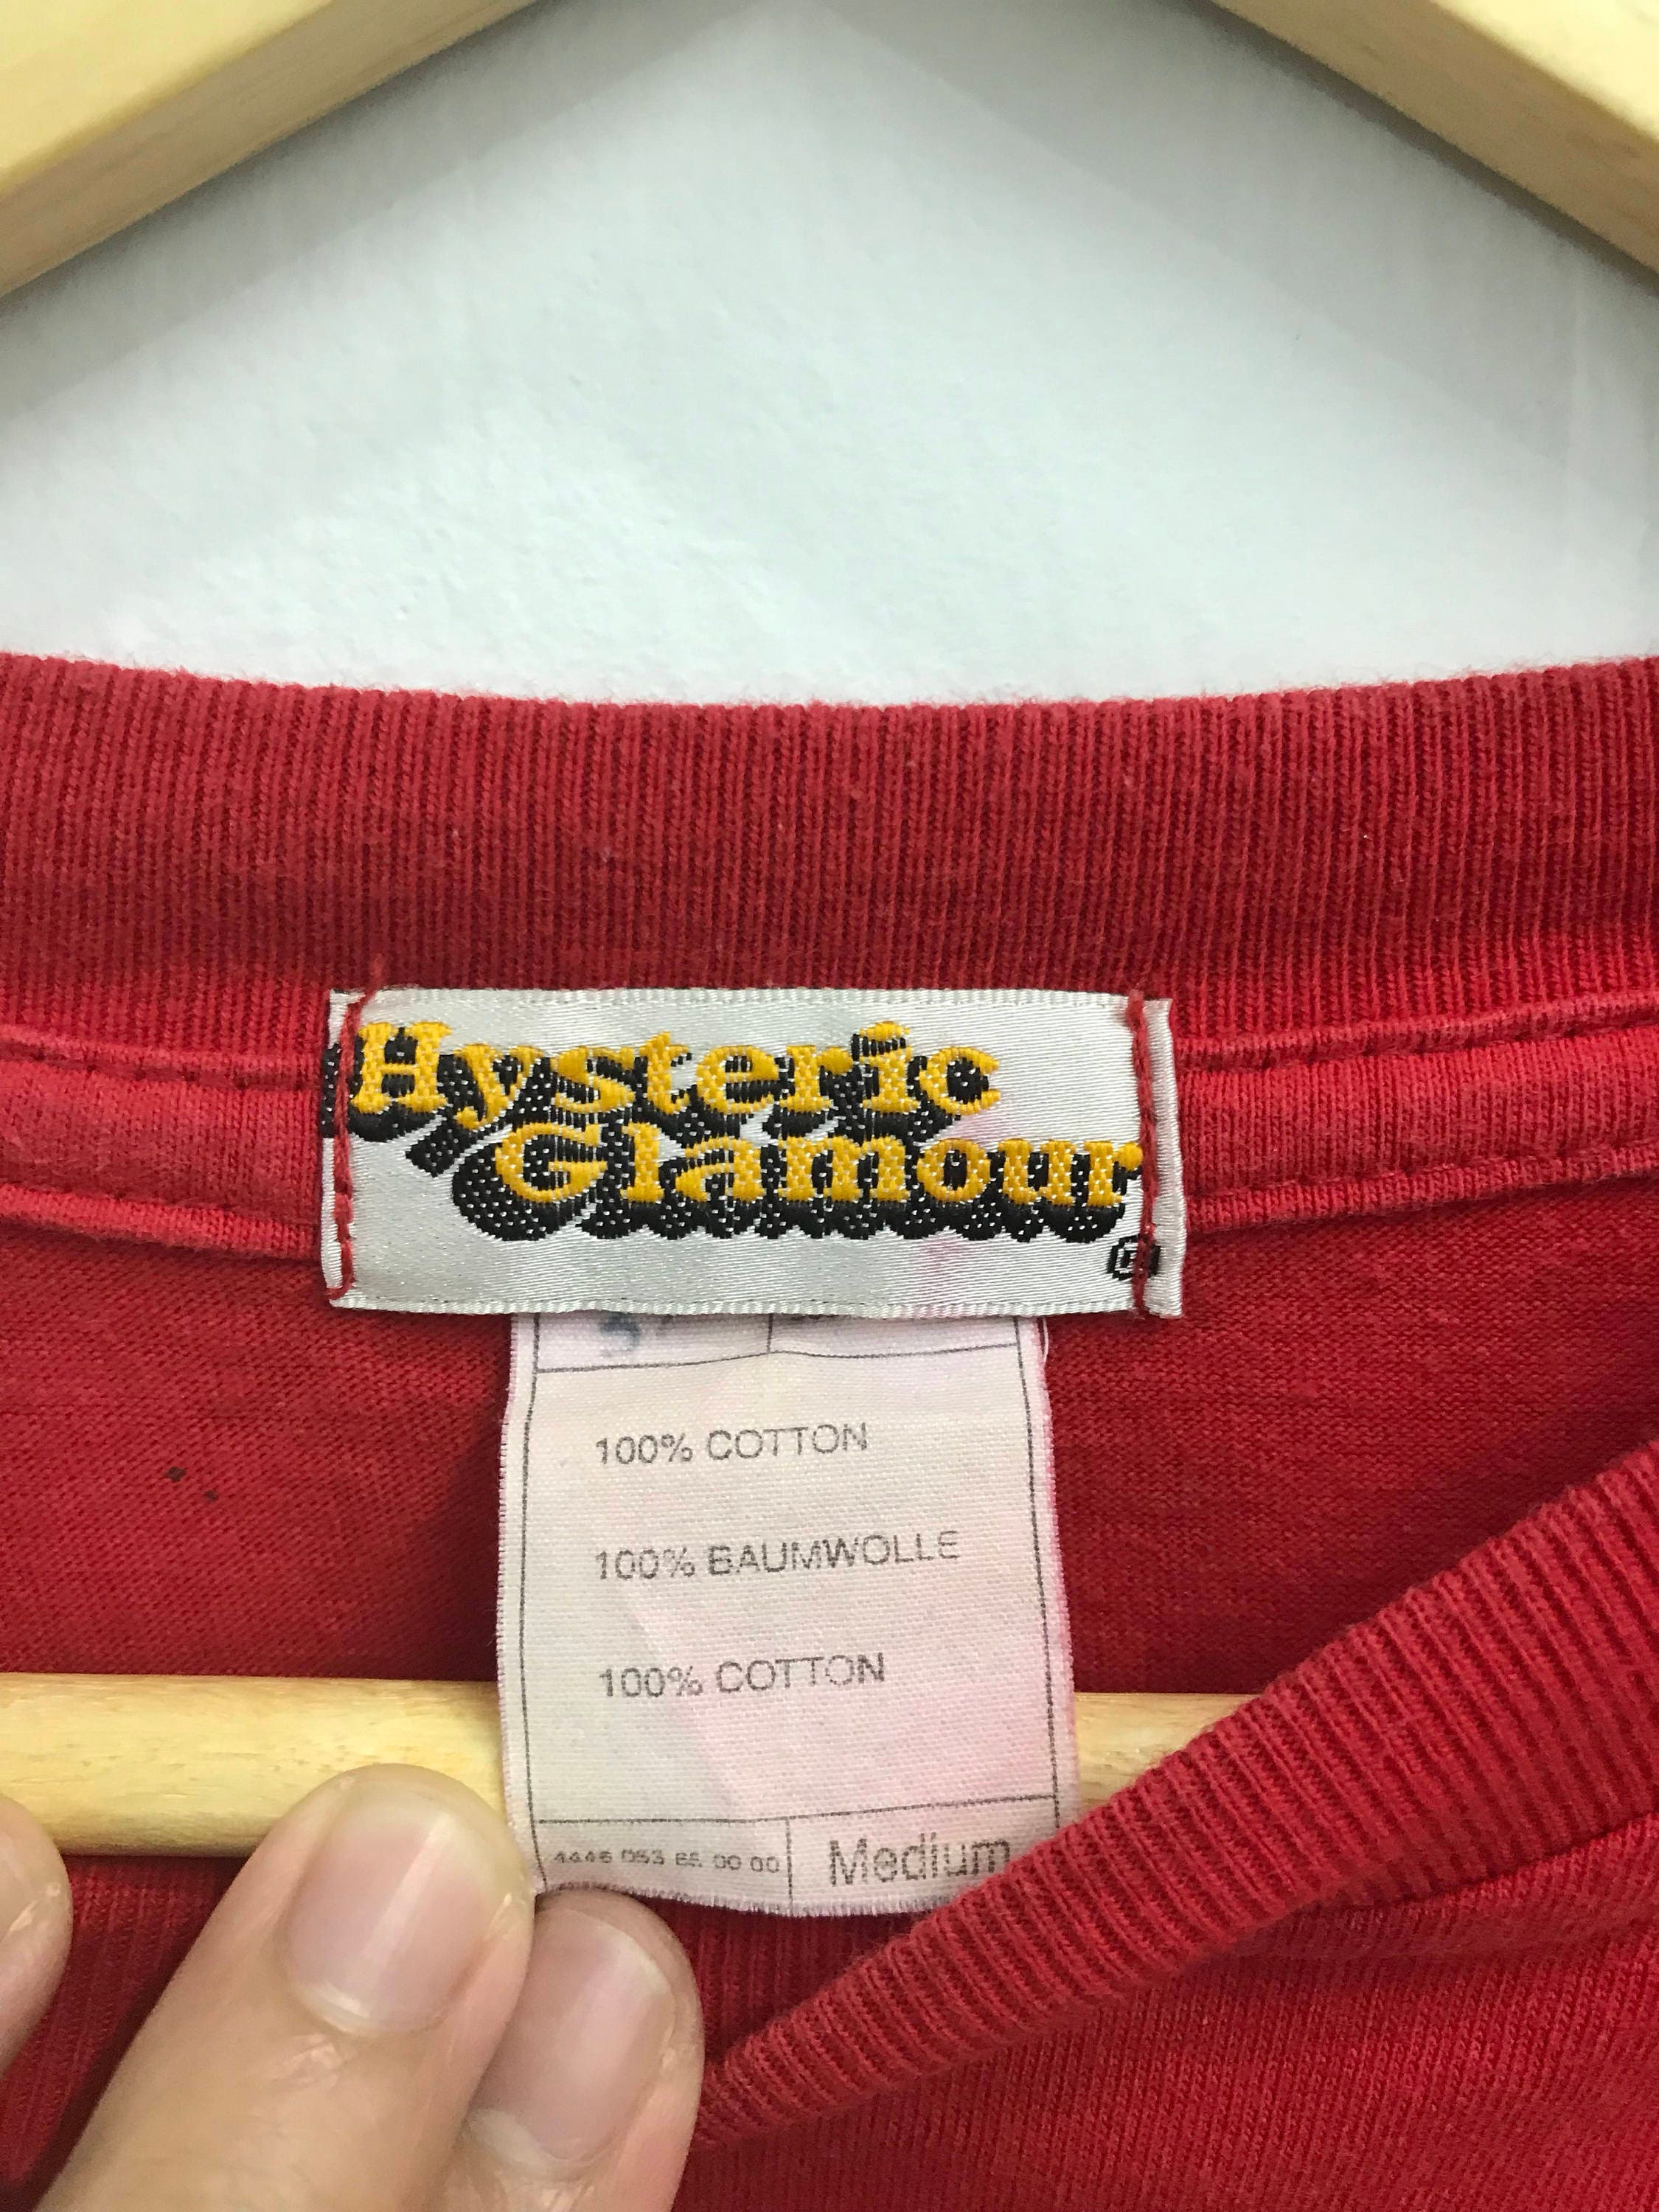 Hysteric
Glamour
®
100% COTTON
100% BAUMWOLLE
100% COTTON
Medium